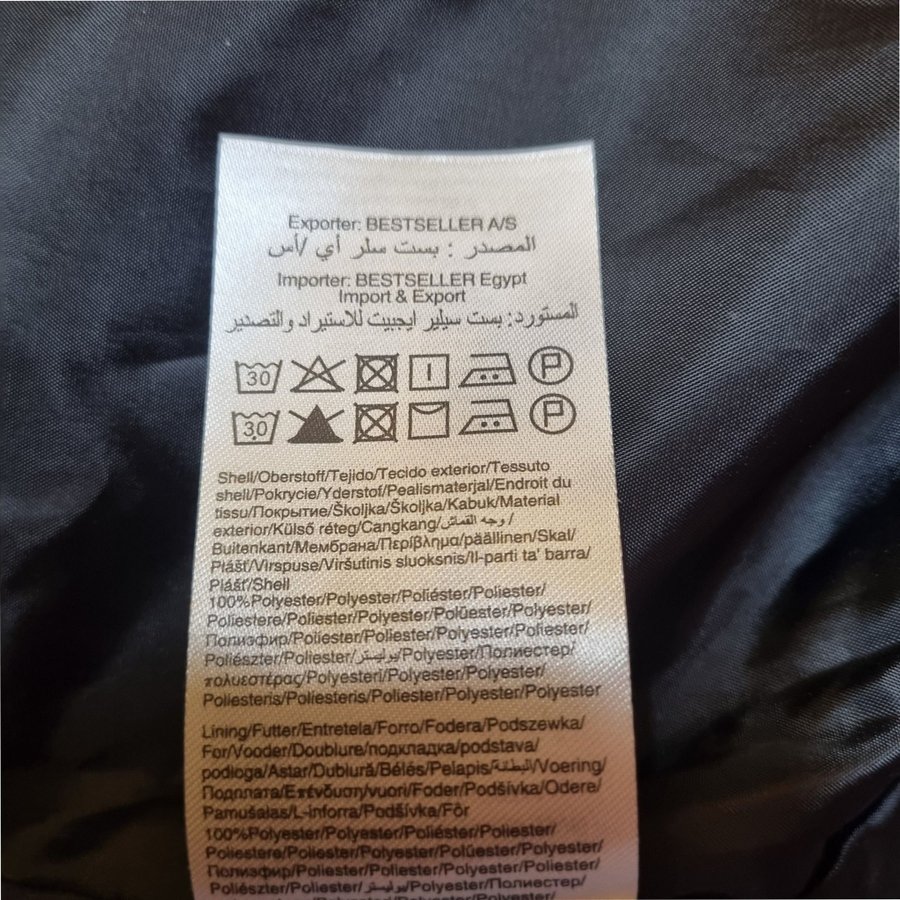 Exporter: BESTSELLER A/S
المصدر : بست سلر أي /أس
Importer: BESTSELLER Egypt
Import & Export
المستورد: بست سيلير ايجيبت للاستيراد والتصدير
30
P
30
P
Shell/Oberstoff/Tejido/Tecido exterior/Tessuto
shell/Pokrycie/Yderstof/Pealismaterjal/Endroit du
tissu/Покрытие/Školjka/Školjka/Kabuk/Material
exterior/Külső réteg/Cangkang/وجه القماش/
Buitenkant/Мембрана/Περίβλημα/päällinen/Skal/
Plášť/Virspuse/Viršutinis sluoksnis/Il-parti ta' barra/
Plášť/Shell
100%Polyester/Polyester/Poliéster/Poliester/
Poliestere/Poliester/Polyester/Polüester/Polyester/
Полиэфир/Poliester/Poliester/Polyester/Poliester/
Poliészter/Poliester/بوليستر/Polyester/Полиестер/
πολυεστέρας/Polyesteri/Polyester/Polyester/
Poliesteris/Poliesteris/Poliester/Polyester/Polyester
Lining/Futter/Entretela/Forro/Fodera/Podszewka/
For/Vooder/Doublure/подкладка/podstava/
podloga/Astar/Dublură/Bélés/Pelapis/البطانة/Voering/
Подплата/Επένδυση/vuori/Foder/Podšívka/Odere/
Pamušalas/L-inforra/Podšívka/Fôr
100%Polyester/Polyester/Poliéster/Poliester/
Poliestere/Poliester/Polyester/Polüester/Polyester/
Полиэфир/Poliester/Poliester/Polyester/Poliester/
Poliészter/Poliester/بوليستر/Polyester/Полиестер/